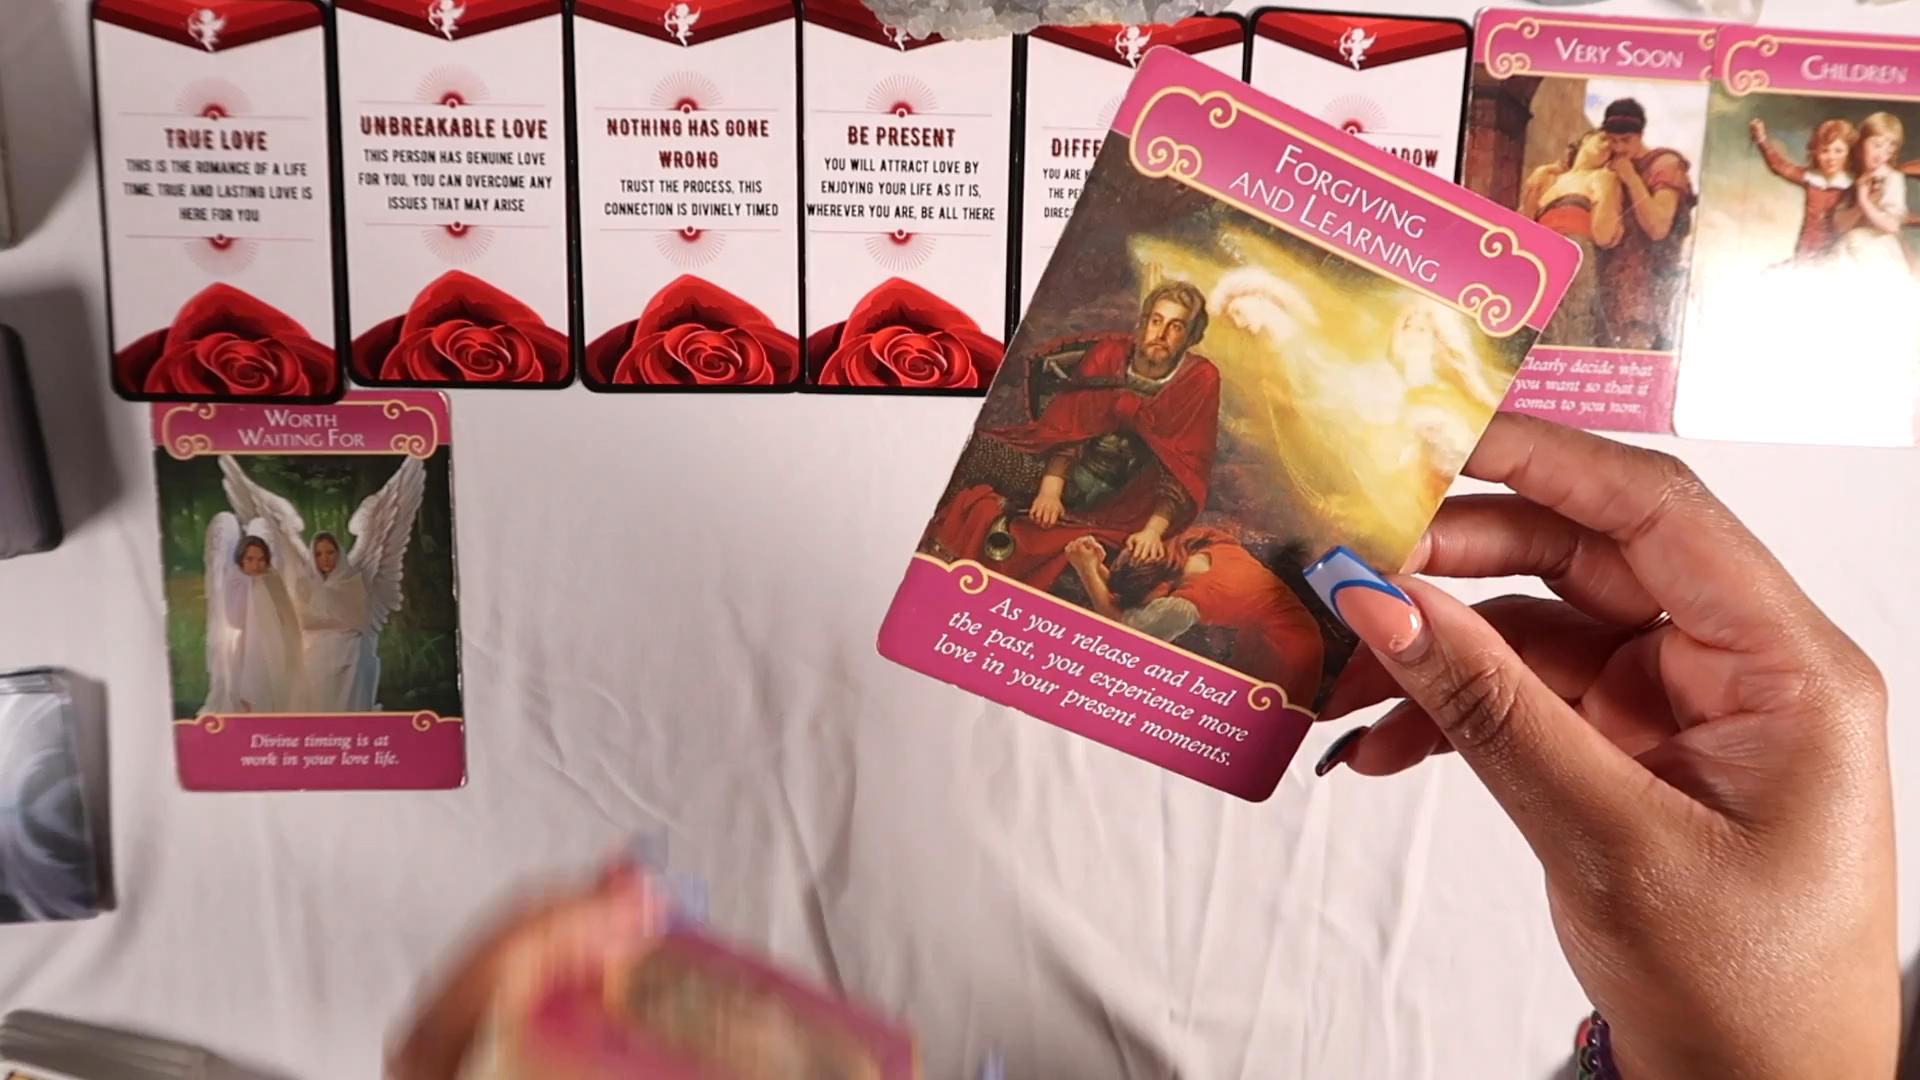 TRUE LOVE
THIS IS THE ROMANCE OF A LIFE
TIME, TRUE AND LASTING LOVE IS
HERE FOR YOU
UNBREAKABLE LOVE
THIS PERSON HAS GENUINE LOVE
FOR YOU, YOU CAN OVERCOME ANY
ISSUES THAT MAY ARISE
NOTHING HAS GONE
WRONG
TRUST THE PROCESS, THIS
CONNECTION IS DIVINELY TIMED
BE PRESENT
YOU WILL ATTRACT LOVE BY
ENJOYING YOUR LIFE AS IT IS,
WHEREVER YOU ARE, BE ALL THERE
YOU ARE
VERY SOON
Clearly decide what
you want so that it
comes to you now.
CHILDREN
FORGIVING
AND LEARNING
As you release and heal
the past, you experience more
love in your present moments.
WORTH
WAITING FOR
Divine timing is at
work in your love life.